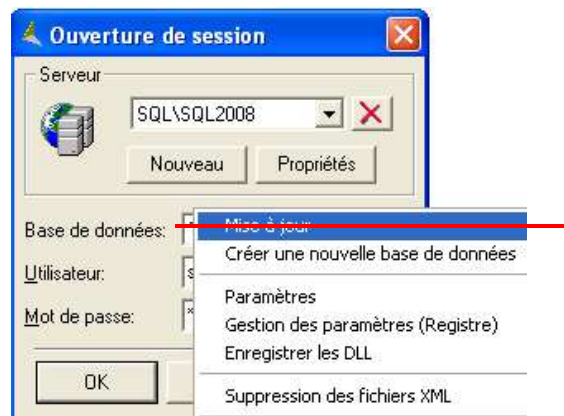 Ouverture de session
Serveur
SQL\SQL2008
Nouveau Propriétés
Base de données:
Mise à jour
Créer une nouvelle base de données
Utilisateur: s
Mot de passe: *
Paramètres
Gestion des paramètres (Registre)
Enregistrer les DLL
OK
Suppression des fichiers XML